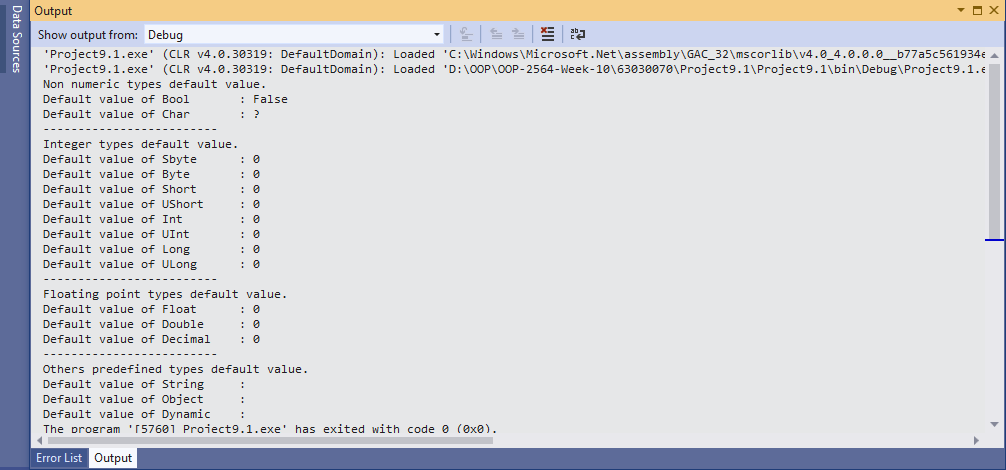 Data Sources
Output
Show output from: Debug
'Project9.1.exe' (CLR v4.0.30319: DefaultDomain): Loaded 'C:\Windows\Microsoft.Net\assembly\GAC_32\mscorlib\v4.0_4.0.0.0__b77a5c561934e
'Project9.1.exe' (CLR v4.0.30319: DefaultDomain): Loaded 'D:\OOP\OOP-2564-Week-10\63030070\Project9.1\Project9.1\bin\Debug\Project9.1.e
Non numeric types default value.
Default value of Bool       : False
Default value of Char       : ?
-------------------------
Integer types default value.
Default value of Sbyte      : 0
Default value of Byte       : 0
Default value of Short      : 0
Default value of UShort     : 0
Default value of Int        : 0
Default value of UInt       : 0
Default value of Long       : 0
Default value of ULong      : 0
-------------------------
Floating point types default value.
Default value of Float      : 0
Default value of Double     : 0
Default value of Decimal    : 0
-------------------------
Others predefined types default value.
Default value of String     :
Default value of Object     :
Default value of Dynamic    :
The program '[5760] Project9.1.exe' has exited with code 0 (0x0).
Error List Output